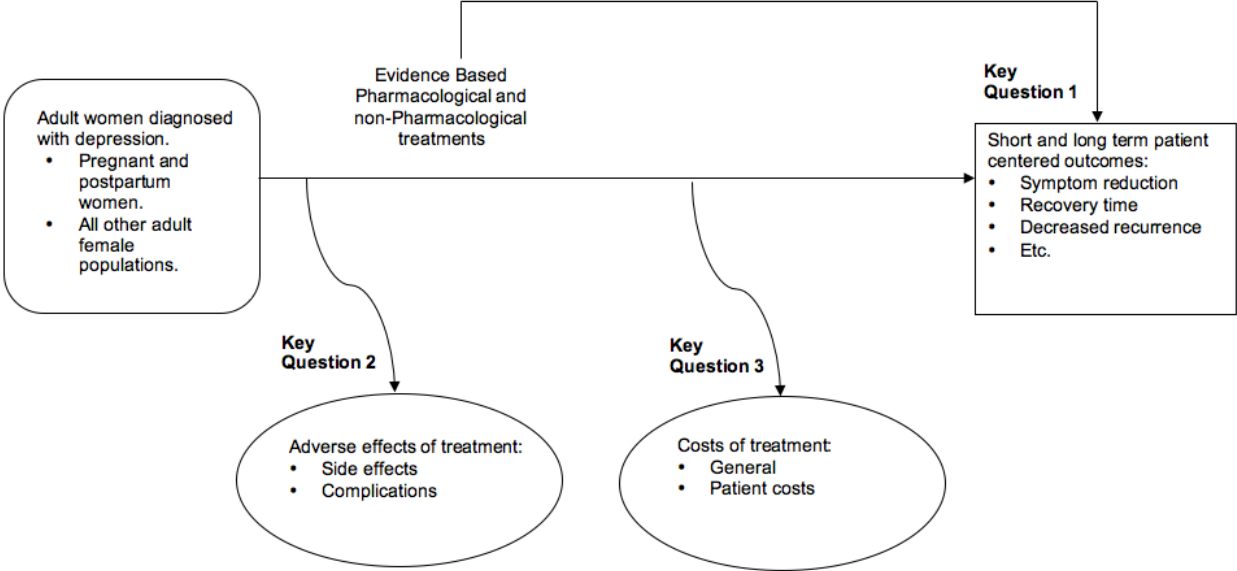 Adult women diagnosed
with depression.
• Pregnant and
postpartum
women.
• All other adult
female
populations.
Evidence Based
Pharmacological and
non-Pharmacological
treatments
Key
Question 1
Short and long term patient
centered outcomes:
• Symptom reduction
• Recovery time
• Decreased recurrence
• Etc.
Key
Question 2
Adverse effects of treatment:
• Side effects
• Complications
Key
Question 3
Costs of treatment:
• General
• Patient costs